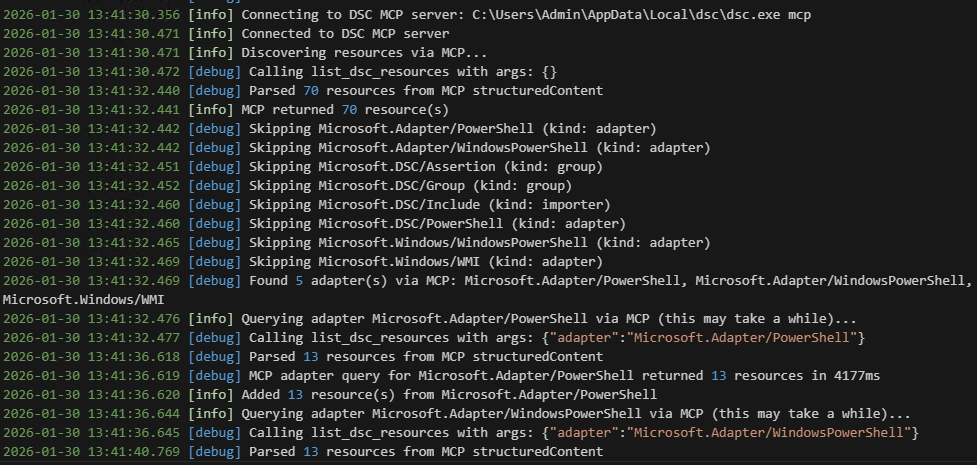 2026-01-30 13:41:30.356 [info] Connecting to DSC MCP server: C:\Users\Admin\AppData\Local\dsc\dsc.exe mcp
2026-01-30 13:41:30.471 [info] Connected to DSC MCP server
2026-01-30 13:41:30.471 [info] Discovering resources via MCP...
2026-01-30 13:41:30.472 [debug] Calling list_dsc_resources with args: {}
2026-01-30 13:41:32.440 [debug] Parsed 70 resources from MCP structuredContent
2026-01-30 13:41:32.441 [info] MCP returned 70 resource(s)
2026-01-30 13:41:32.442 [debug] Skipping Microsoft.Adapter/PowerShell (kind: adapter)
2026-01-30 13:41:32.442 [debug] Skipping Microsoft.Adapter/WindowsPowerShell (kind: adapter)
2026-01-30 13:41:32.451 [debug] Skipping Microsoft.DSC/Assertion (kind: group)
2026-01-30 13:41:32.452 [debug] Skipping Microsoft.DSC/Group (kind: group)
2026-01-30 13:41:32.460 [debug] Skipping Microsoft.DSC/Include (kind: importer)
2026-01-30 13:41:32.460 [debug] Skipping Microsoft.DSC/PowerShell (kind: adapter)
2026-01-30 13:41:32.465 [debug] Skipping Microsoft.Windows/WindowsPowerShell (kind: adapter)
2026-01-30 13:41:32.469 [debug] Skipping Microsoft.Windows/WMI (kind: adapter)
2026-01-30 13:41:32.469 [debug] Found 5 adapter(s) via MCP: Microsoft.Adapter/PowerShell, Microsoft.Adapter/WindowsPowerShell,
Microsoft.Windows/WMI
2026-01-30 13:41:32.476 [info] Querying adapter Microsoft.Adapter/PowerShell via MCP (this may take a while)...
2026-01-30 13:41:32.477 [debug] Calling list_dsc_resources with args: {"adapter":"Microsoft.Adapter/PowerShell"}
2026-01-30 13:41:36.618 [debug] Parsed 13 resources from MCP structuredContent
2026-01-30 13:41:36.619 [debug] MCP adapter query for Microsoft.Adapter/PowerShell returned 13 resources in 4177ms
2026-01-30 13:41:36.620 [info] Added 13 resource(s) from Microsoft.Adapter/PowerShell
2026-01-30 13:41:36.644 [info] Querying adapter Microsoft.Adapter/WindowsPowerShell via MCP (this may take a while)...
2026-01-30 13:41:36.645 [debug] Calling list_dsc_resources with args: {"adapter":"Microsoft.Adapter/WindowsPowerShell"}
2026-01-30 13:41:40.769 [debug] Parsed 13 resources from MCP structuredContent